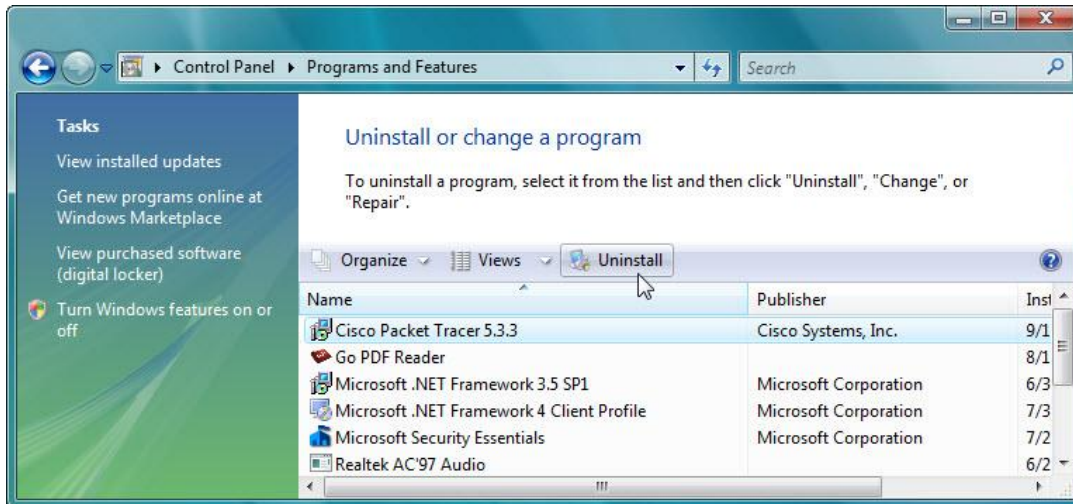 Control Panel Programs and Features
Search
Tasks
View installed updates
Get new programs online at
Windows Marketplace
View purchased software
(digital locker)
Turn Windows features on or
off
Uninstall or change a program
To uninstall a program, select it from the list and then click "Uninstall", "Change", or
"Repair".
Organize Views Uninstall
Name Publisher
Cisco Packet Tracer 5.3.3 Cisco Systems, Inc. 9/1
Go PDF Reader 8/1
Microsoft .NET Framework 3.5 SP1 Microsoft Corporation 6/3
Microsoft .NET Framework 4 Client Profile Microsoft Corporation 7/3
Microsoft Security Essentials Microsoft Corporation 7/2
Realtek AC'97 Audio 6/2